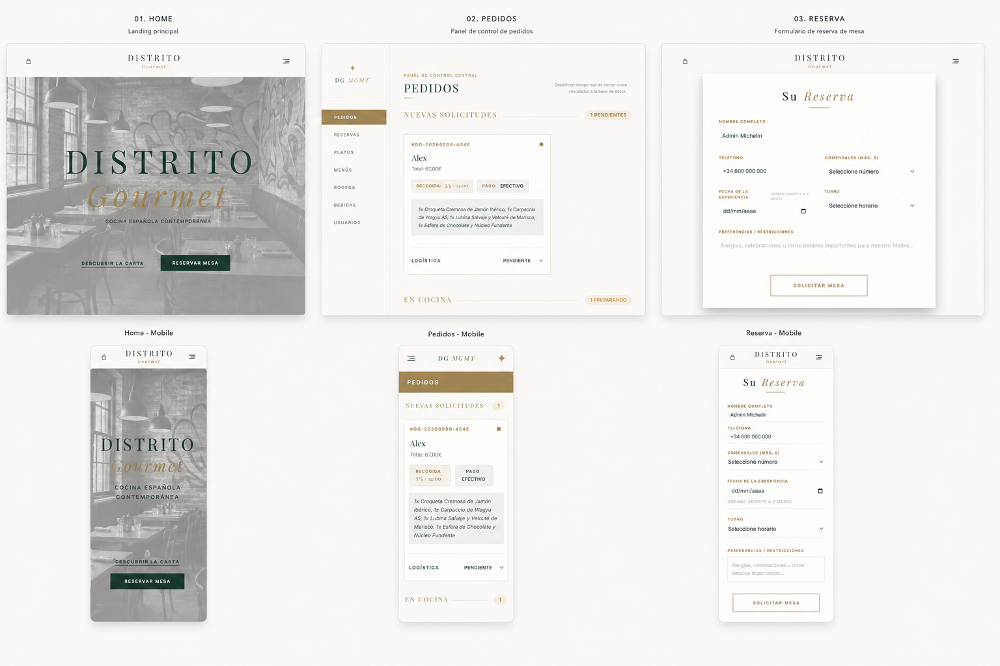 01. HOME
Landing principal
DISTRITO
Gourmet
DISTRITO
Gourmet
COCINA ESPAÑOLA CONTEMPORÁNEA
DESCUBRIR LA CARTA
RESERVAR MESA
02. PEDIDOS
Panel de control de pedidos
DG MGMT
PEDIDOS
RESERVAS
PLATOS
MENÚS
BODEGA
BEBIDAS
USUARIOS
PANEL DE CONTROL CENTRAL
PEDIDOS
Gestión en tiempo real de los servicios
vinculados a la base de datos.
NUEVAS SOLICITUDES
1 PENDIENTES
#DG-20260506-454E
Alex
Total: 67,00€
RECOGIDA: 7/5 - 14:00
PAGO: EFECTIVO
1x Croqueta Cremosa de Jamón Ibérico, 1x Carpaccio
de Wagyu A5, 1x Lubina Salvaje y Velouté de Marisco,
1x Esfera de Chocolate y Núcleo Fundente
LOGÍSTICA
PENDIENTE
EN COCINA
1 PREPARANDO
03. RESERVA
Formulario de reserva de mesa
DISTRITO
Gourmet
Su Reserva
NOMBRE COMPLETO
Admin Michelin
TELÉFONO
+34 600 000 000
COMENSALES (MÁX. 8)
Seleccione número
FECHA DE LA
EXPERIENCIA
AGENDA ABIERTA A 2
MESES
dd/mm/aaaa
TURNO
Seleccione horario
PREFERENCIAS / RESTRICCIONES
Alergias, celebraciones u otros detalles importantes para nuestro Maître...
SOLICITAR MESA
Home - Mobile
DISTRITO
Gourmet
DISTRITO
Gourmet
COCINA ESPAÑOLA
CONTEMPORÁNEA
DESCUBRIR LA CARTA
RESERVAR MESA
Pedidos - Mobile
DG MGMT
PEDIDOS
NUEVAS SOLICITUDES
1
#DG-20260506-454E
Alex
Total: 67,00€
RECOGIDA
7/5 - 14:00
PAGO
EFECTIVO
1x Croqueta Cremosa de Jamón
Ibérico, 1x Carpaccio de Wagyu
A5, 1x Lubina Salvaje y Velouté de
Marisco, 1x Esfera de Chocolate y
Núcleo Fundente
LOGÍSTICA
PENDIENTE
EN COCINA
1
Reserva - Mobile
DISTRITO
Gourmet
Su Reserva
NOMBRE COMPLETO
Admin Michelin
TELÉFONO
+34 600 000 000
COMENSALES (MÁX. 8)
Seleccione número
FECHA DE LA EXPERIENCIA
dd/mm/aaaa
AGENDA ABIERTA A 2 MESES
TURNO
Seleccione horario
PREFERENCIAS / RESTRICCIONES
Alergias, celebraciones u otros
detalles importantes...
SOLICITAR MESA